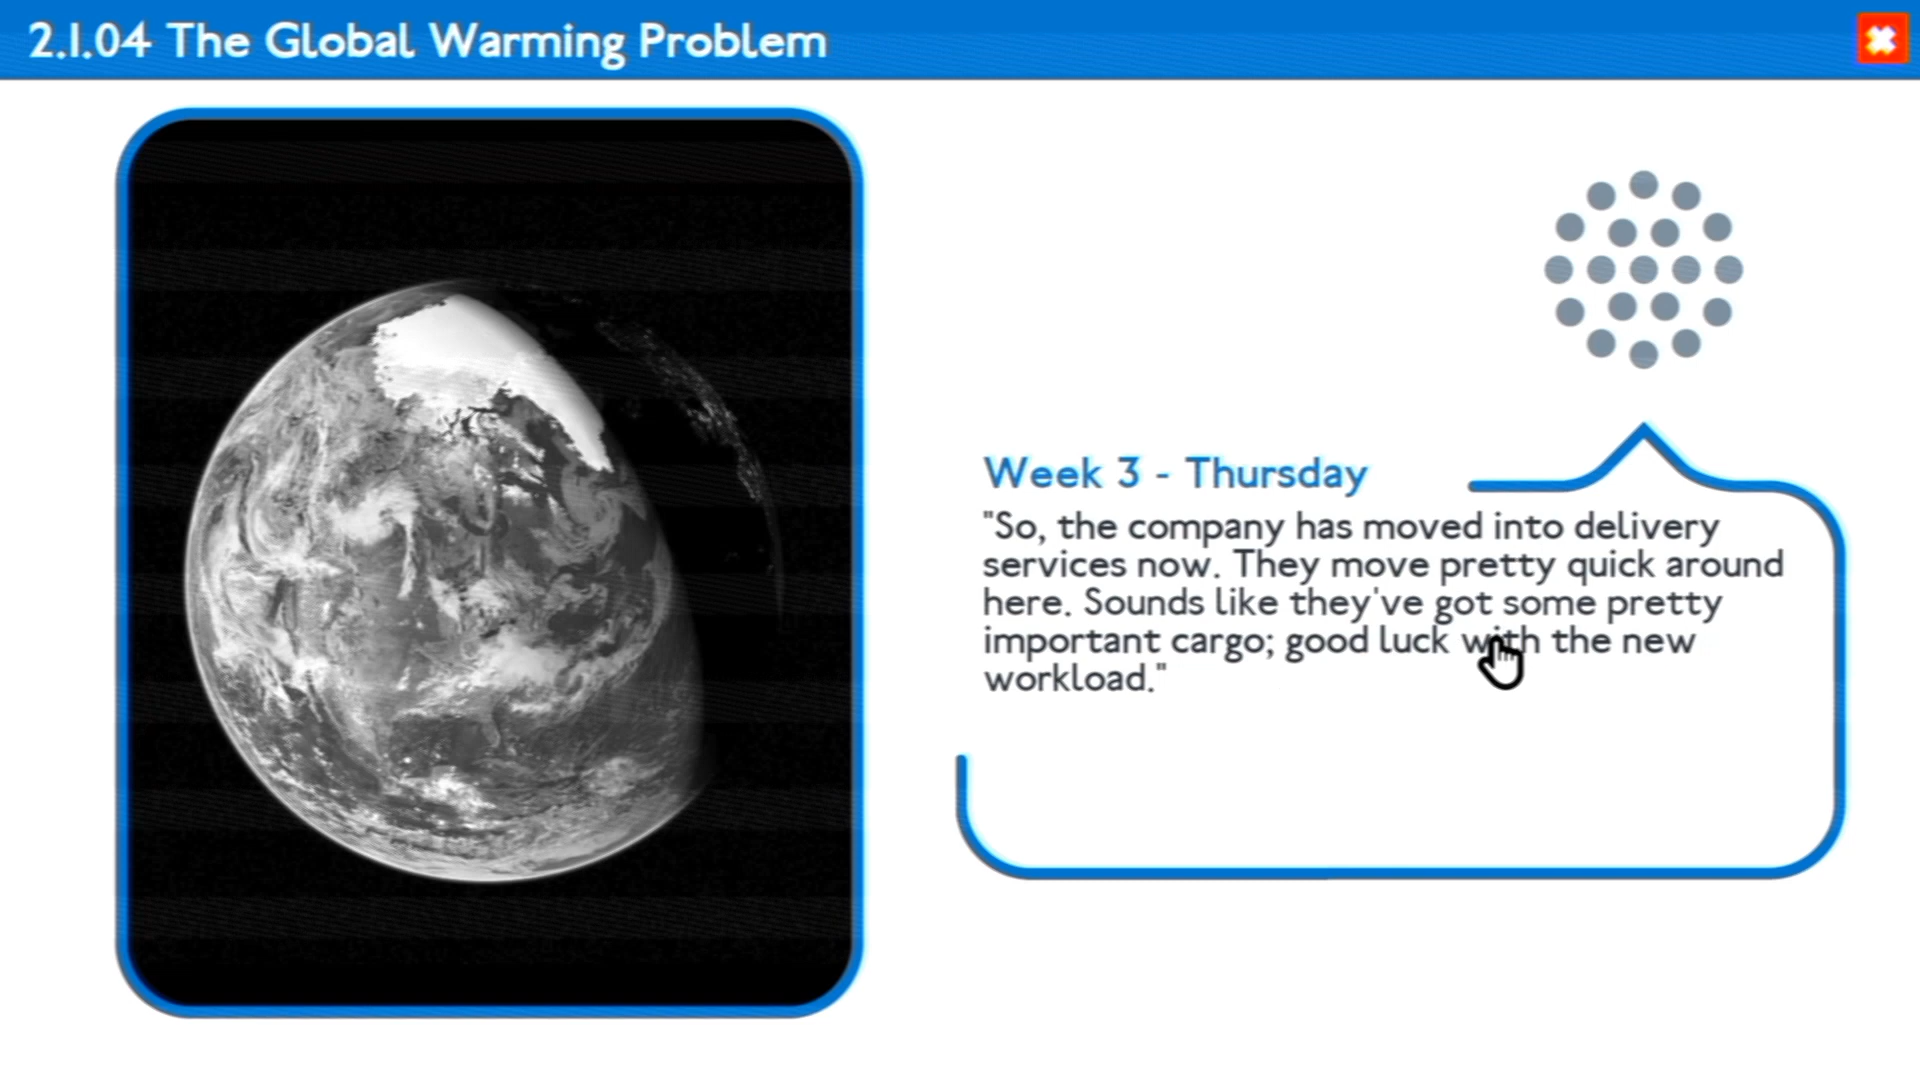 2.1.04 The Global Warming Problem
Week 3 - Thursday
"So, the company has moved into delivery
services now. They move pretty quick around
here. Sounds like they've got some pretty
important cargo; good luck with the new
workload."